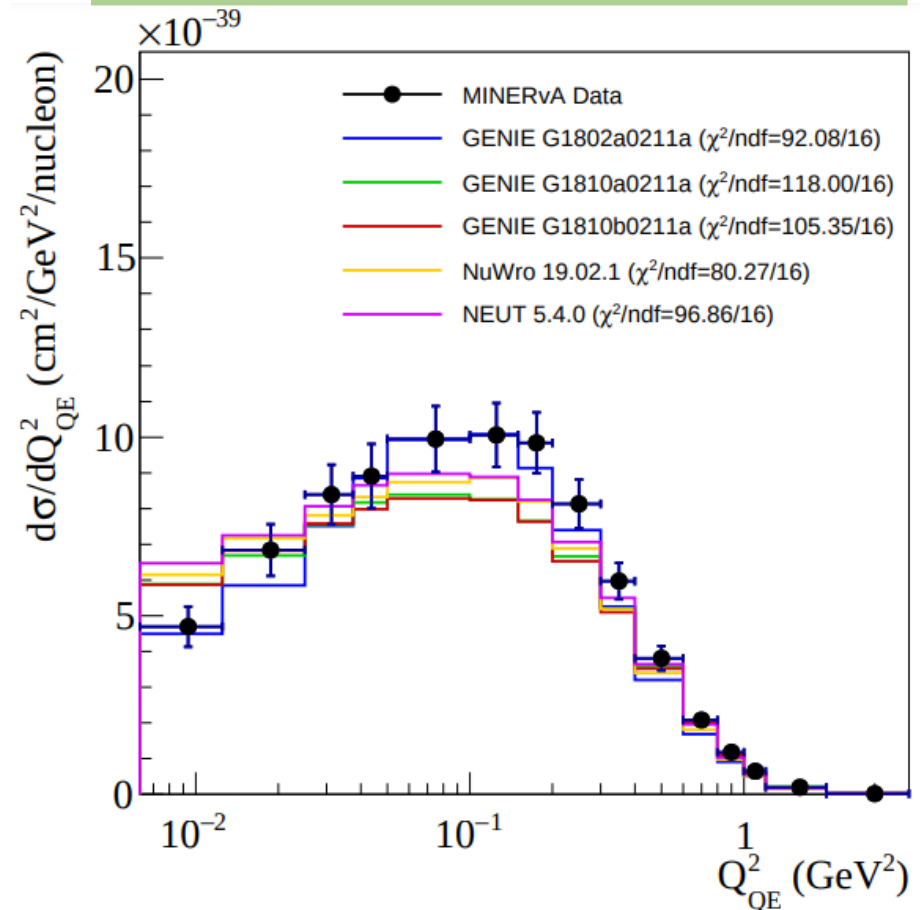 ×10⁻³⁹
dσ/dQ²_QE (cm²/GeV²/nucleon)
20
15
10
5
0
MINERvA Data
GENIE G1802a0211a (χ²/ndf=92.08/16)
GENIE G1810a0211a (χ²/ndf=118.00/16)
GENIE G1810b0211a (χ²/ndf=105.35/16)
NuWro 19.02.1 (χ²/ndf=80.27/16)
NEUT 5.4.0 (χ²/ndf=96.86/16)
10⁻² 10⁻¹ 1
Q²_QE (GeV²)